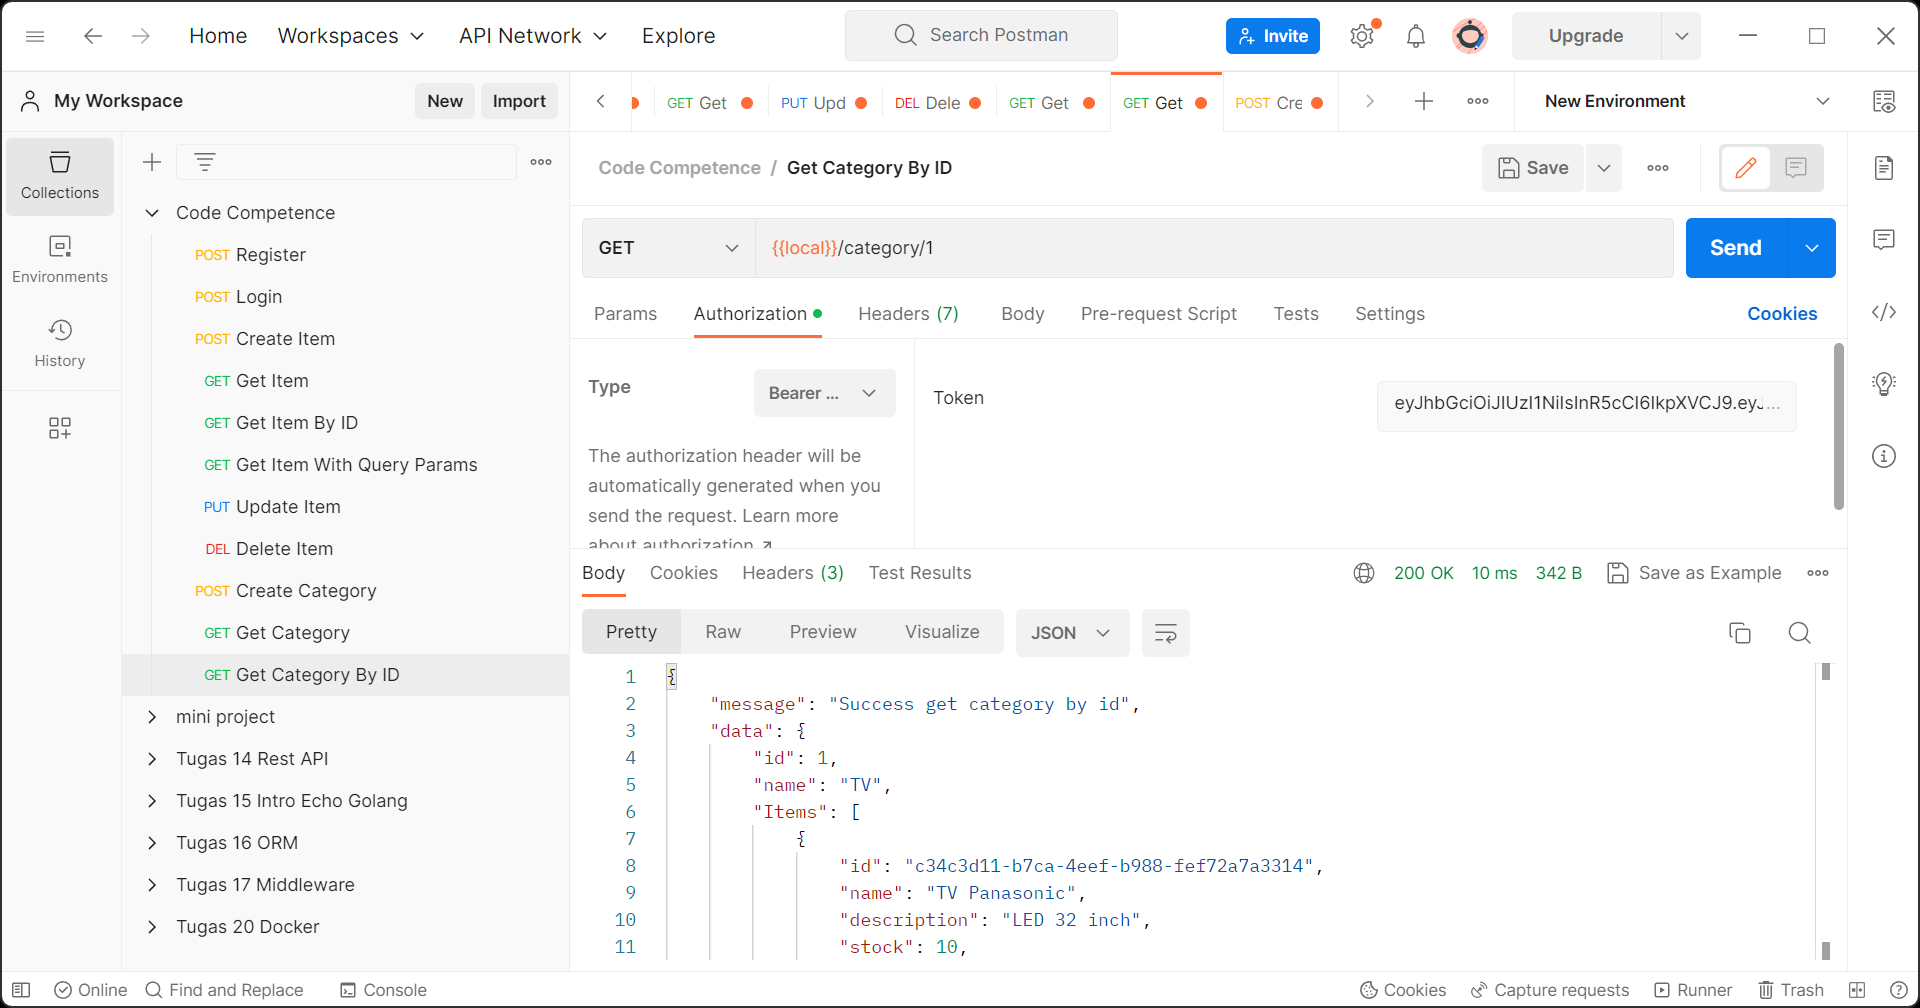 Home
Workspaces
API Network
Explore
Search Postman
Invite
Upgrade
My Workspace
New
Import
GET Get
PUT Upd
DEL Dele
GET Get
GET Get
POST Cre
New Environment
Collections
Environments
History
Code Competence
POST Register
POST Login
POST Create Item
GET Get Item
GET Get Item By ID
GET Get Item With Query Params
PUT Update Item
DEL Delete Item
POST Create Category
GET Get Category
GET Get Category By ID
mini project
Tugas 14 Rest API
Tugas 15 Intro Echo Golang
Tugas 16 ORM
Tugas 17 Middleware
Tugas 20 Docker
Code Competence / Get Category By ID
Save
GET
{{local}}/category/1
Send
Params
Authorization
Headers (7)
Body
Pre-request Script
Tests
Settings
Cookies
Type
Bearer ...
The authorization header will be
automatically generated when you
send the request. Learn more
about authorization ↗
Token
eyJhbGciOiJIUzI1NiIsInR5cCI6IkpXVCJ9.eyJ...
Body
Cookies
Headers (3)
Test Results
200 OK
10 ms
342 B
Save as Example
Pretty
Raw
Preview
Visualize
JSON
1 {
2 "message": "Success get category by id",
3 "data": {
4 "id": 1,
5 "name": "TV",
6 "Items": [
7 {
8 "id": "c34c3d11-b7ca-4eef-b988-fef72a7a3314",
9 "name": "TV Panasonic",
10 "description": "LED 32 inch",
11 "stock": 10,
Online
Find and Replace
Console
Cookies
Capture requests
Runner
Trash